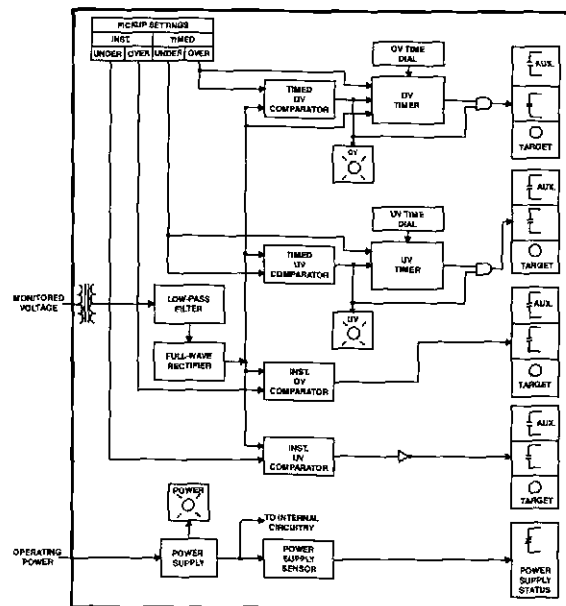 PICKUP SETTINGS
INST. TIMED
UNDER OVER UNDER OVER
OV TIME
DIAL
AUX.
TIMED
OV
COMPARATOR
OV
TIMER
OV
TARGET
UV TIME
DIAL
AUX.
TIMED
UV
COMPARATOR
UV
TIMER
UV
TARGET
MONITORED
VOLTAGE
LOW-PASS
FILTER
FULL-WAVE
RECTIFIER
AUX.
INST.
OV
COMPARATOR
TARGET
AUX.
INST.
UV
COMPARATOR
TARGET
POWER
TO INTERNAL
CIRCUITRY
OPERATING
POWER
POWER
SUPPLY
POWER
SUPPLY
SENSOR
POWER
SUPPLY
STATUS